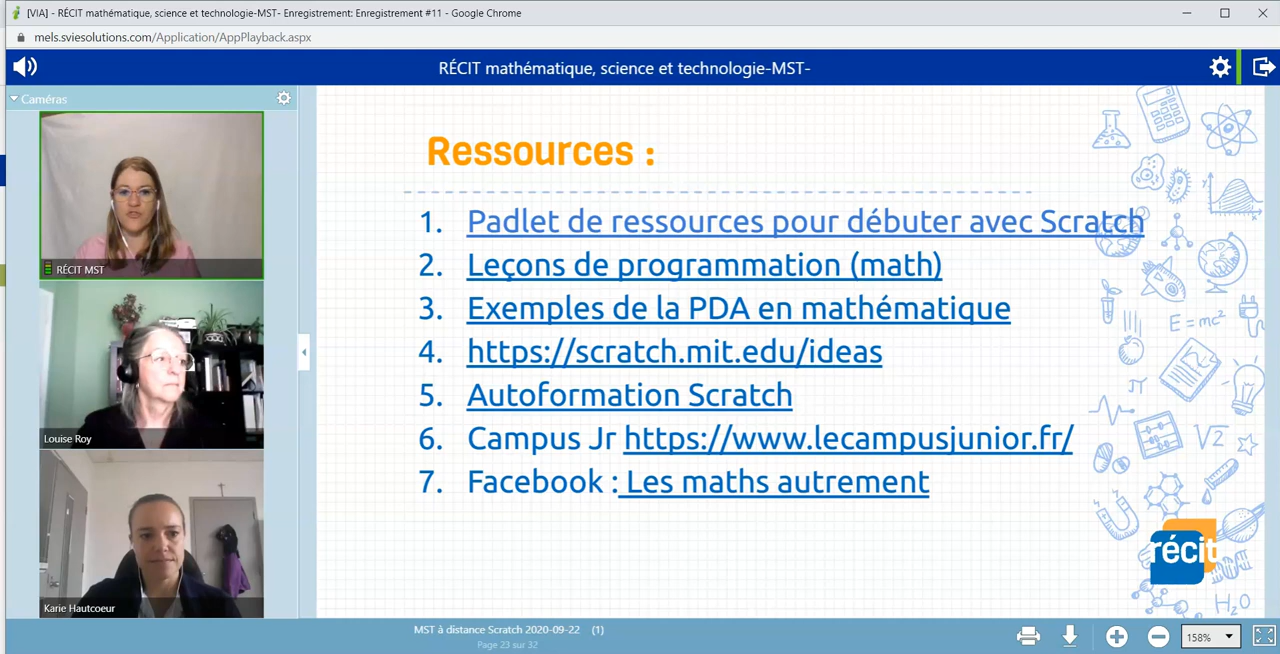 [VIA] - RÉCIT mathématique, science et technologie-MST- Enregistrement: Enregistrement #11 - Google Chrome
mels.sviesolutions.com/Application/AppPlayback.aspx
RÉCIT mathématique, science et technologie-MST-
Caméras
RÉCIT MST
Louise Roy
Karie Hautcoeur
Ressources :
1. Padlet de ressources pour débuter avec Scratch
2. Leçons de programmation (math)
3. Exemples de la PDA en mathématique
4. https://scratch.mit.edu/ideas
5. Autoformation Scratch
6. Campus Jr https://www.lecampusjunior.fr/
7. Facebook : Les maths autrement
y
x
E=mc²
π
√2
H₂O
récit
MST à distance Scratch 2020-09-22 (1)
Page 23 sur 32
158%